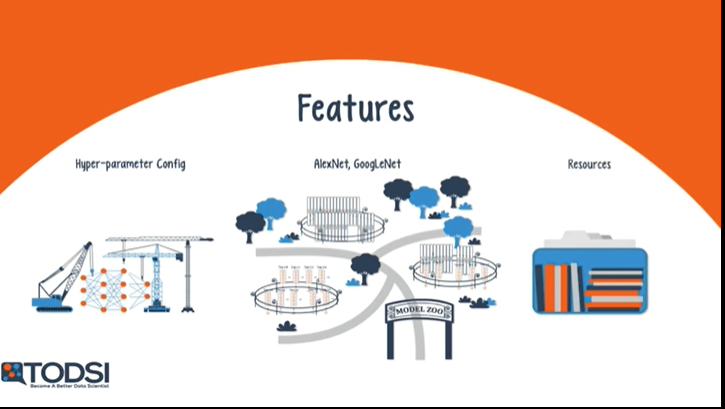 Features
Hyper-parameter Config
AlexNet, GoogLeNet
Resources
MODEL ZOO
TODSI
Become A Better Data Scientist